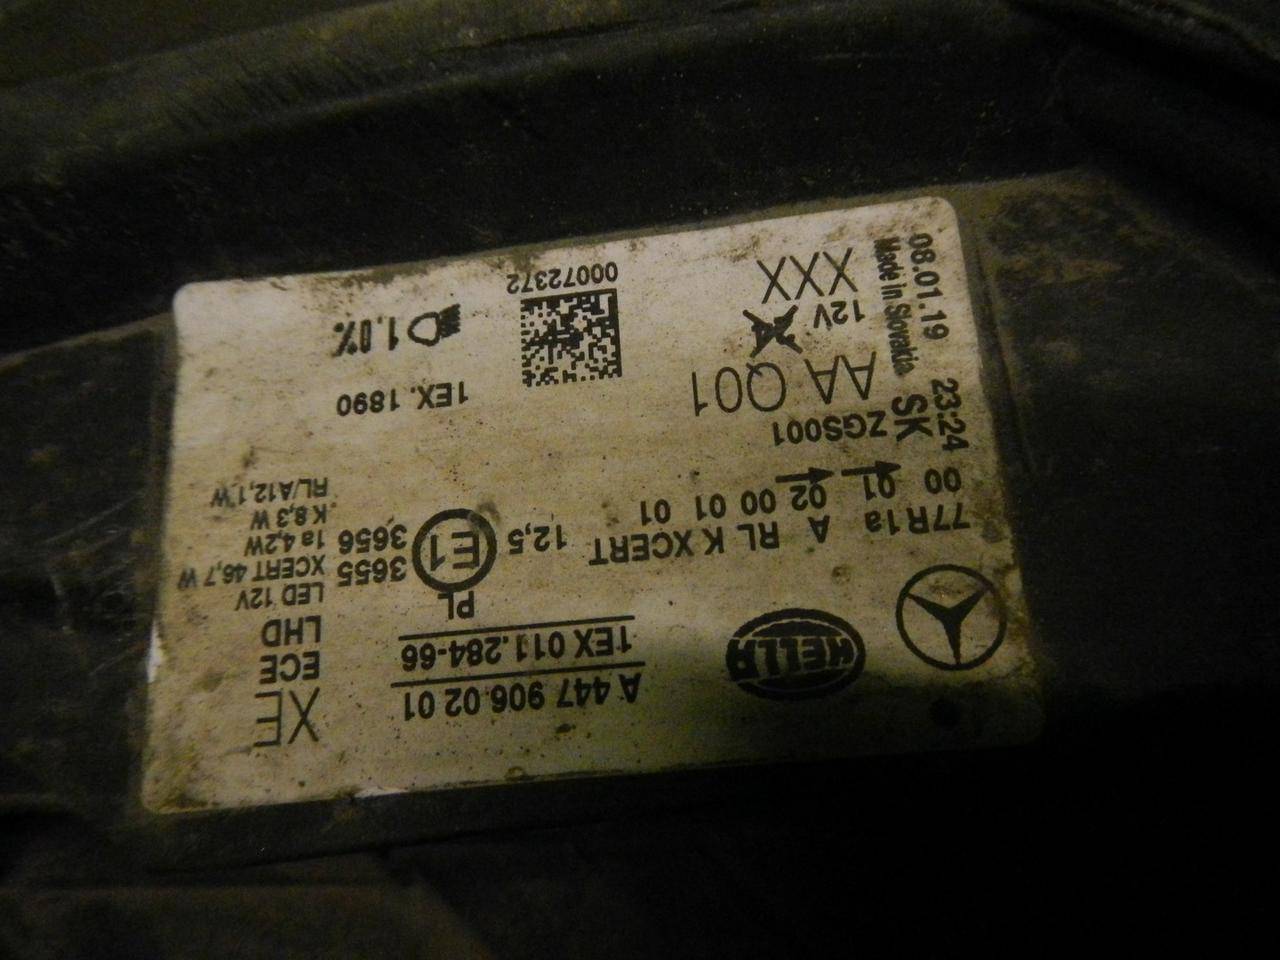 A 447 906 02 01
XE
HELLA
1EX 011.284-66
ECE
LHD
PL
LED 12V
77R1a A RL K XCERT
12,5
E1
3655
3656
XCERT 46,7 W
1a 4,2W
K 8,3 W
RL/A12,1 W
00 01 02 00 01 01
ZGS001
23:24
SK
AA Q01
1EX. 1890
12V
1.0%
08.01.19
Made in Slovakia
XXX
00072372